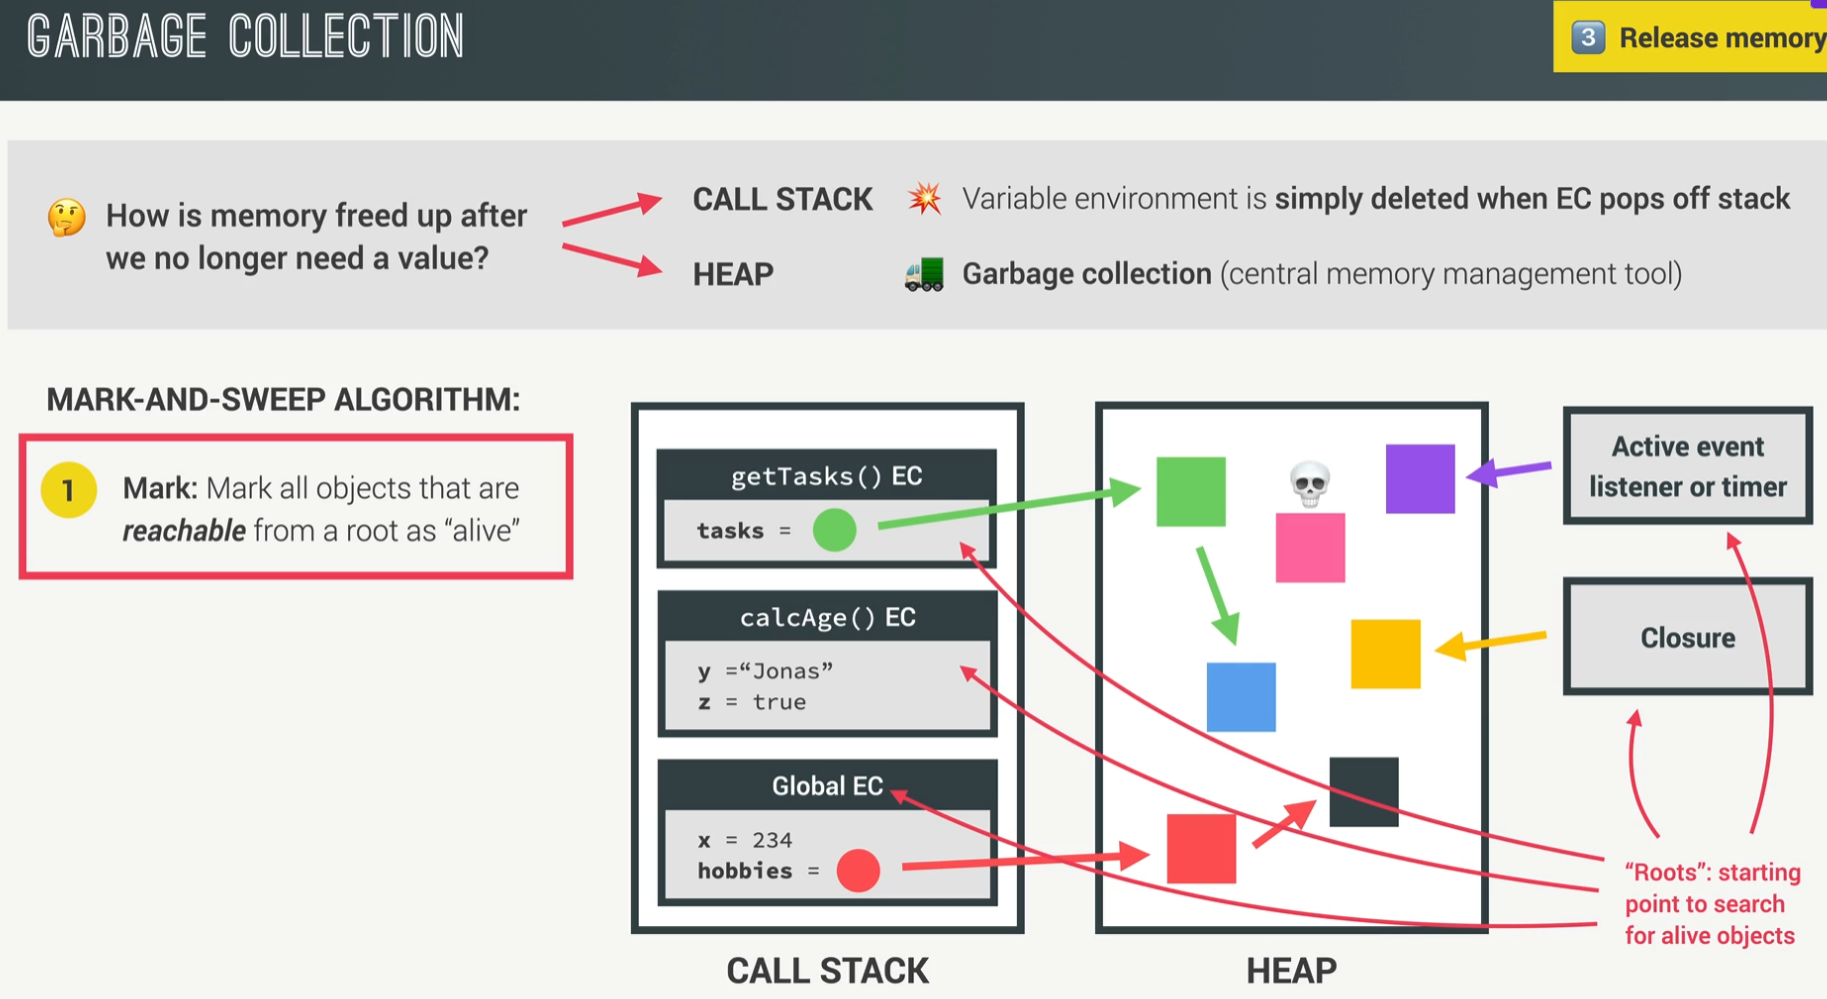 GARBAGE COLLECTION
3 Release memory
How is memory freed up after
we no longer need a value?
CALL STACK
Variable environment is simply deleted when EC pops off stack
HEAP
Garbage collection (central memory management tool)
MARK-AND-SWEEP ALGORITHM:
1
Mark: Mark all objects that are
reachable from a root as “alive”
getTasks() EC
tasks =
calcAge() EC
y =“Jonas”
z = true
Global EC
x = 234
hobbies =
CALL STACK
HEAP
Active event
listener or timer
Closure
“Roots”: starting
point to search
for alive objects